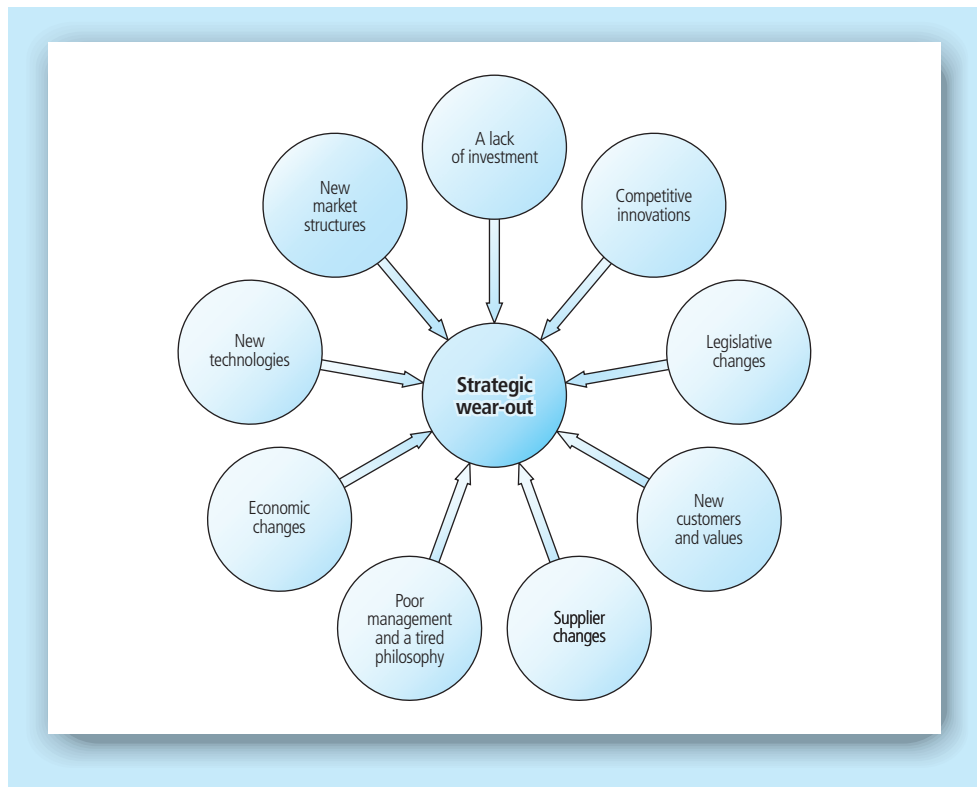 A lack
of investment
Competitive
innovations
Legislative
changes
New
customers
and values
Supplier
changes
Poor
management
and a tired
philosophy
Economic
changes
New
technologies
New
market
structures
Strategic
wear-out